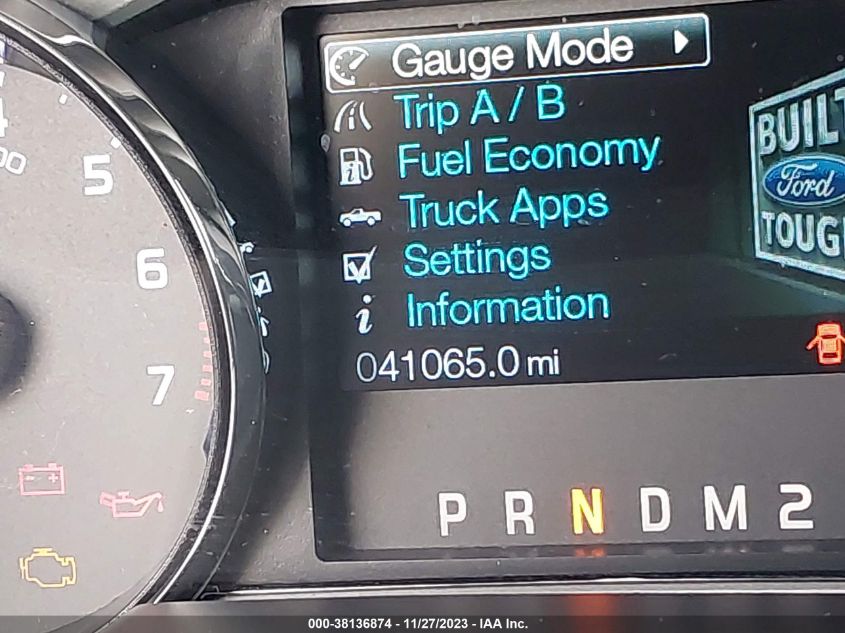 Gauge Mode
Trip A / B
Fuel Economy
Truck Apps
Settings
Information
041065.0 mi
BUILT
Ford
TOUGH
4
5
6
7
P R N D M 2
000-38136874 - 11/27/2023 - IAA Inc.